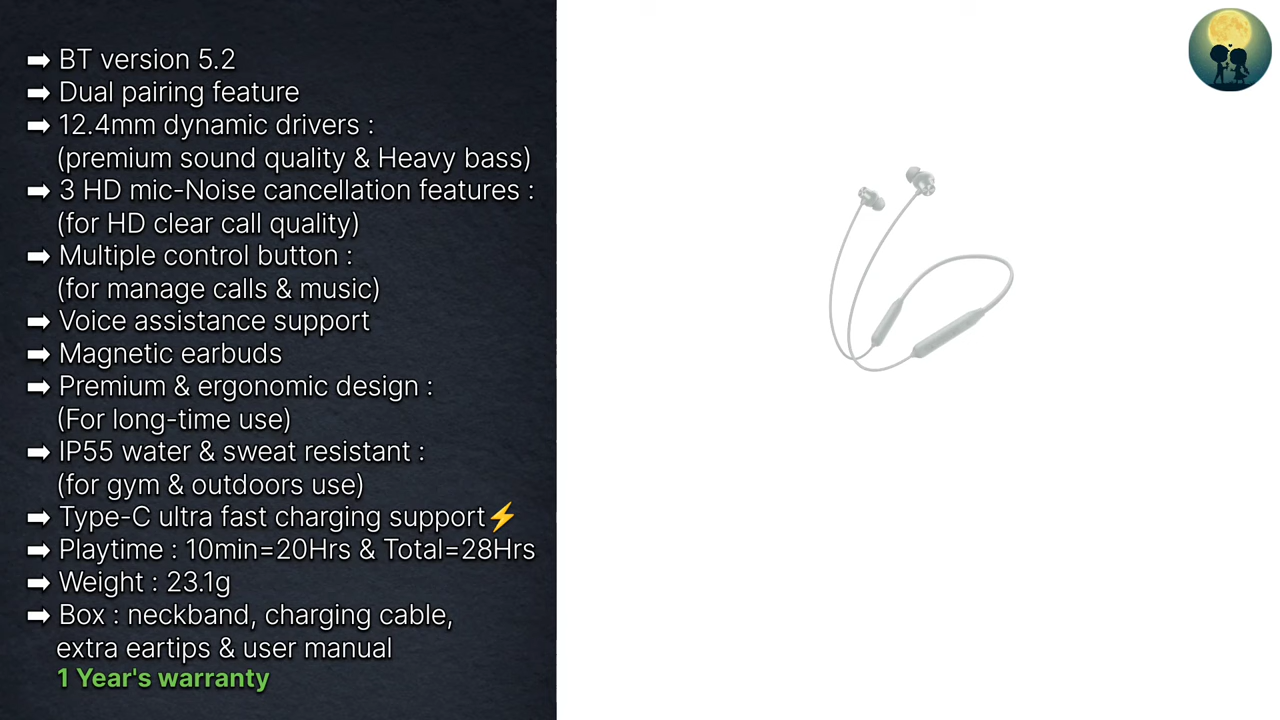 ➡ BT version 5.2
➡ Dual pairing feature
➡ 12.4mm dynamic drivers :
(premium sound quality & Heavy bass)
➡ 3 HD mic-Noise cancellation features :
(for HD clear call quality)
➡ Multiple control button :
(for manage calls & music)
➡ Voice assistance support
➡ Magnetic earbuds
➡ Premium & ergonomic design :
(For long-time use)
➡ IP55 water & sweat resistant :
(for gym & outdoors use)
➡ Type-C ultra fast charging support⚡
➡ Playtime : 10min=20Hrs & Total=28Hrs
➡ Weight : 23.1g
➡ Box : neckband, charging cable,
extra eartips & user manual
1 Year's warranty